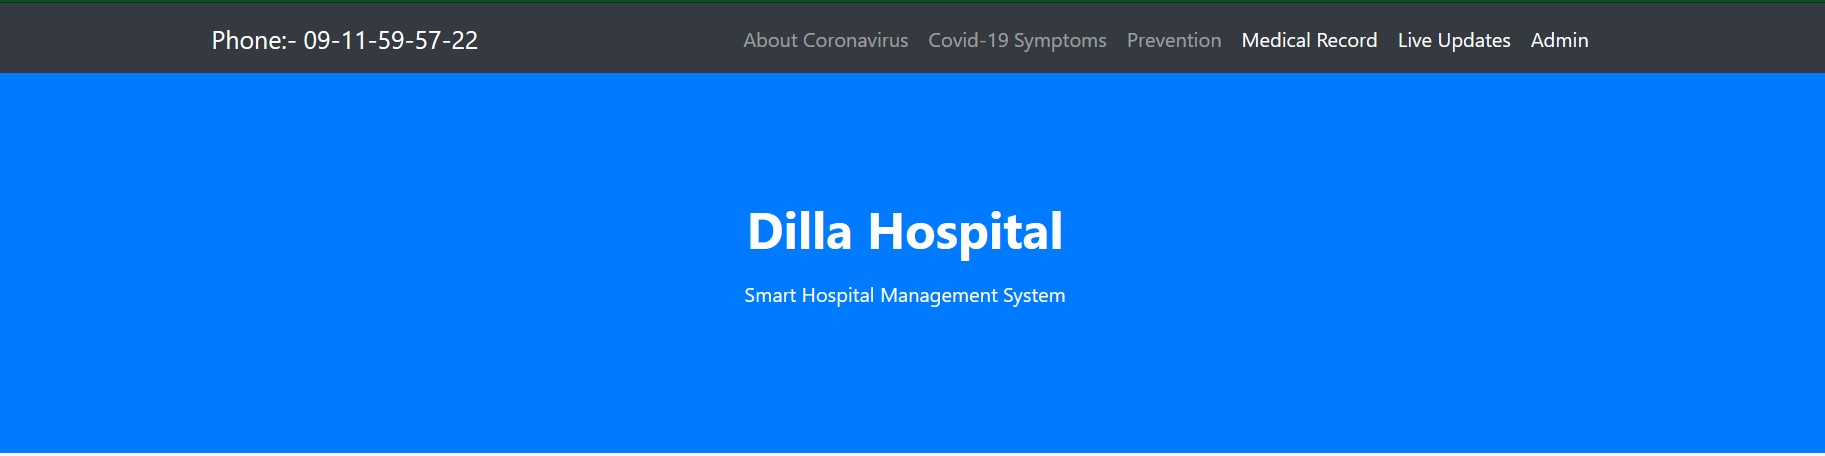 Phone:- 09-11-59-57-22 About Coronavirus Covid-19 Symptoms Prevention Medical Record Live Updates Admin
Dilla Hospital
Smart Hospital Management System